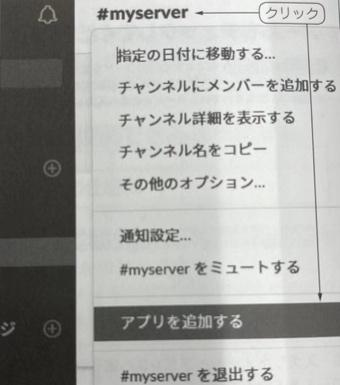 #myserver
クリック
指定の日付に移動する...
チャンネルにメンバーを追加する
チャンネル詳細を表示する
チャンネル名をコピー
その他のオプション...
通知設定...
#myserver をミュートする
ジ
アプリを追加する
#myserver を退出する